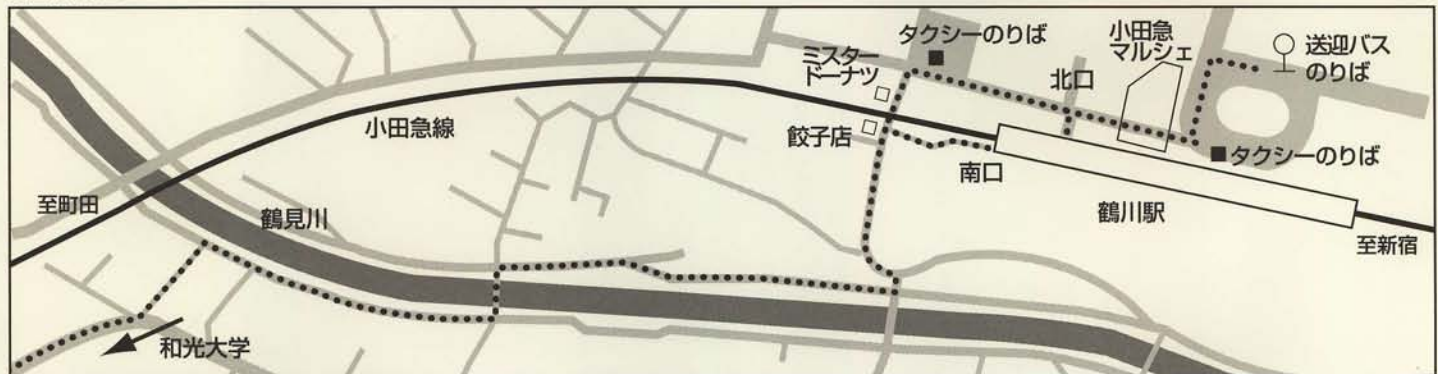 タクシーのりば
ミスター
ドーナツ
小田急
マルシェ
送迎バス
のりば
北口
小田急線
餃子店
南口
タクシーのりば
至町田
鶴見川
鶴川駅
至新宿
和光大学